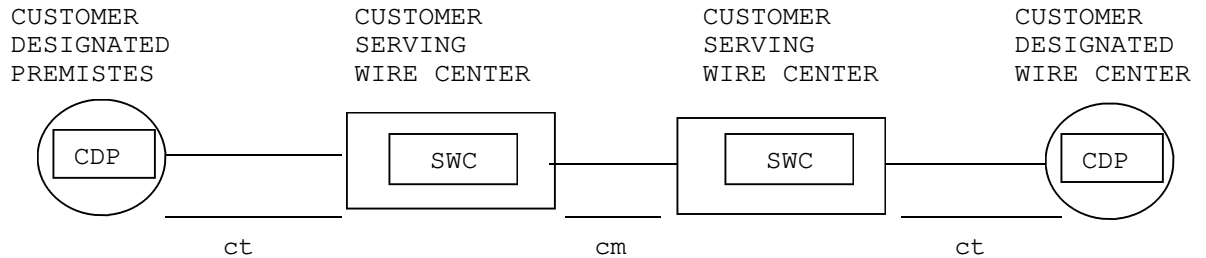 CUSTOMER DESIGNATED PREMISTES
CUSTOMER SERVING WIRE CENTER
CUSTOMER SERVING WIRE CENTER
CUSTOMER DESIGNATED WIRE CENTER
CDP
SWC
SWC
CDP
ct
cm
ct